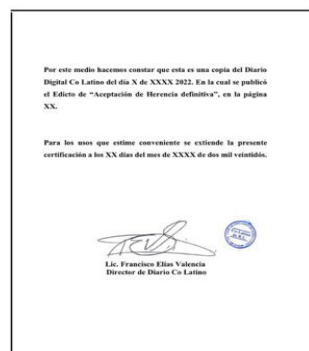 Por este medio hacemos constar que esta es una copia del Diario
Digital Co Latino del día X de XXXX 2022. En la cual se publicó
el Edicto de “Aceptación de Herencia definitiva”, en la página
XX.
Para los usos que estime conveniente se extiende la presente
certificación a los XX días del mes de XXXX de dos mil veintidós.
Lic. Francisco Elías Valencia
Director de Diario Co Latino